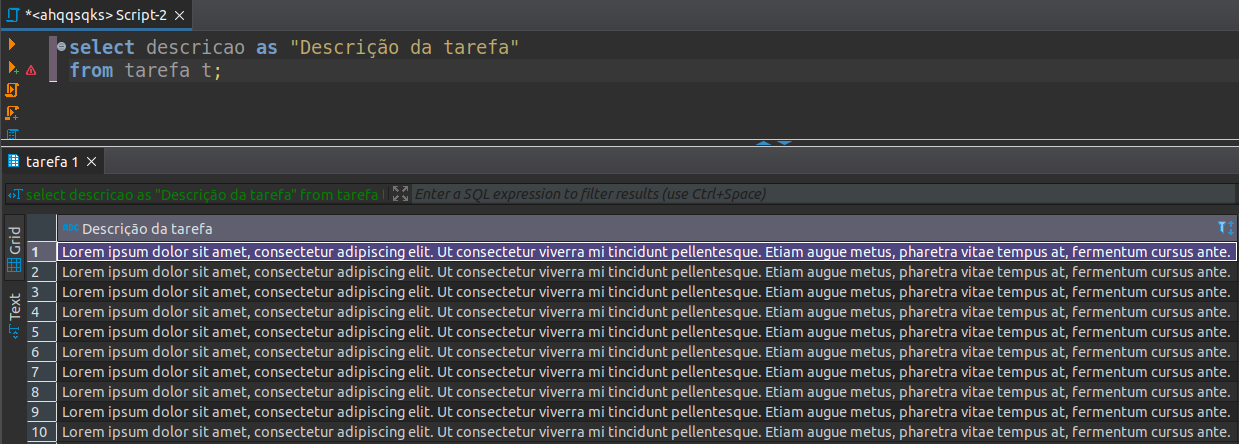 *<ahqqsqks> Script-2
select descricao as "Descrição da tarefa"
from tarefa t;
tarefa 1
select descricao as "Descrição da tarefa" from tarefa t
Enter a SQL expression to filter results (use Ctrl+Space)
Grid
Text
Descrição da tarefa
1 Lorem ipsum dolor sit amet, consectetur adipiscing elit. Ut consectetur viverra mi tincidunt pellentesque. Etiam augue metus, pharetra vitae tempus at, fermentum cursus ante.
2 Lorem ipsum dolor sit amet, consectetur adipiscing elit. Ut consectetur viverra mi tincidunt pellentesque. Etiam augue metus, pharetra vitae tempus at, fermentum cursus ante.
3 Lorem ipsum dolor sit amet, consectetur adipiscing elit. Ut consectetur viverra mi tincidunt pellentesque. Etiam augue metus, pharetra vitae tempus at, fermentum cursus ante.
4 Lorem ipsum dolor sit amet, consectetur adipiscing elit. Ut consectetur viverra mi tincidunt pellentesque. Etiam augue metus, pharetra vitae tempus at, fermentum cursus ante.
5 Lorem ipsum dolor sit amet, consectetur adipiscing elit. Ut consectetur viverra mi tincidunt pellentesque. Etiam augue metus, pharetra vitae tempus at, fermentum cursus ante.
6 Lorem ipsum dolor sit amet, consectetur adipiscing elit. Ut consectetur viverra mi tincidunt pellentesque. Etiam augue metus, pharetra vitae tempus at, fermentum cursus ante.
7 Lorem ipsum dolor sit amet, consectetur adipiscing elit. Ut consectetur viverra mi tincidunt pellentesque. Etiam augue metus, pharetra vitae tempus at, fermentum cursus ante.
8 Lorem ipsum dolor sit amet, consectetur adipiscing elit. Ut consectetur viverra mi tincidunt pellentesque. Etiam augue metus, pharetra vitae tempus at, fermentum cursus ante.
9 Lorem ipsum dolor sit amet, consectetur adipiscing elit. Ut consectetur viverra mi tincidunt pellentesque. Etiam augue metus, pharetra vitae tempus at, fermentum cursus ante.
10 Lorem ipsum dolor sit amet, consectetur adipiscing elit. Ut consectetur viverra mi tincidunt pellentesque. Etiam augue metus, pharetra vitae tempus at, fermentum cursus ante.